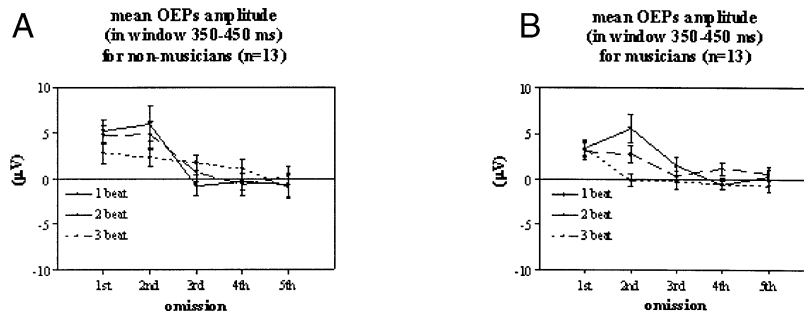 A
mean OEPs amplitude
(in window 350-450 ms)
for non-musicians (n=13)
10
5
0
-5
-10
(µV)
1 beat
2 beat
3 beat
1st 2nd 3rd 4th 5th
omission
B
mean OEPs amplitude
(in window 350-450 ms)
for musicians (n=13)
10
5
0
-5
-10
(µV)
1 beat
2 beat
3 beat
1st 2nd 3rd 4th 5th
omission